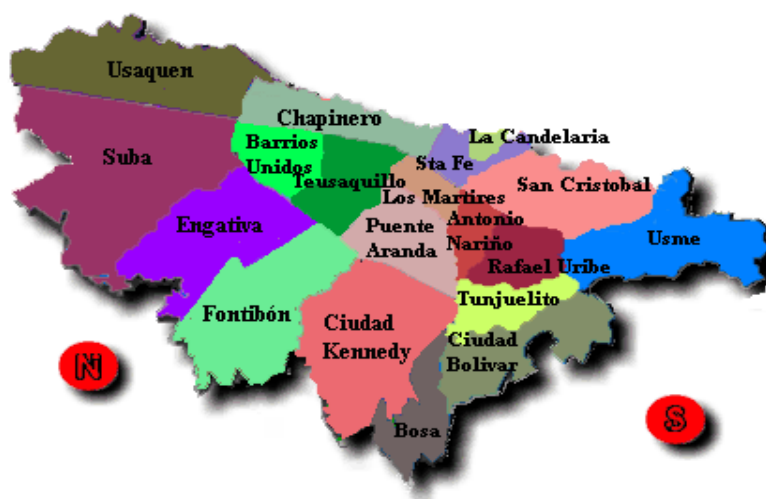 Usaquen
Chapinero
La Candelaria
Suba
Barrios
Unidos
Sta Fe
Teusaquillo
San Cristobal
Los Martires
Engativa
Puente
Aranda
Antonio
Nariño
Usme
Rafael Uribe
Fontibón
Tunjuelito
Ciudad
Kennedy
Ciudad
Bolivar
Bosa
N
S